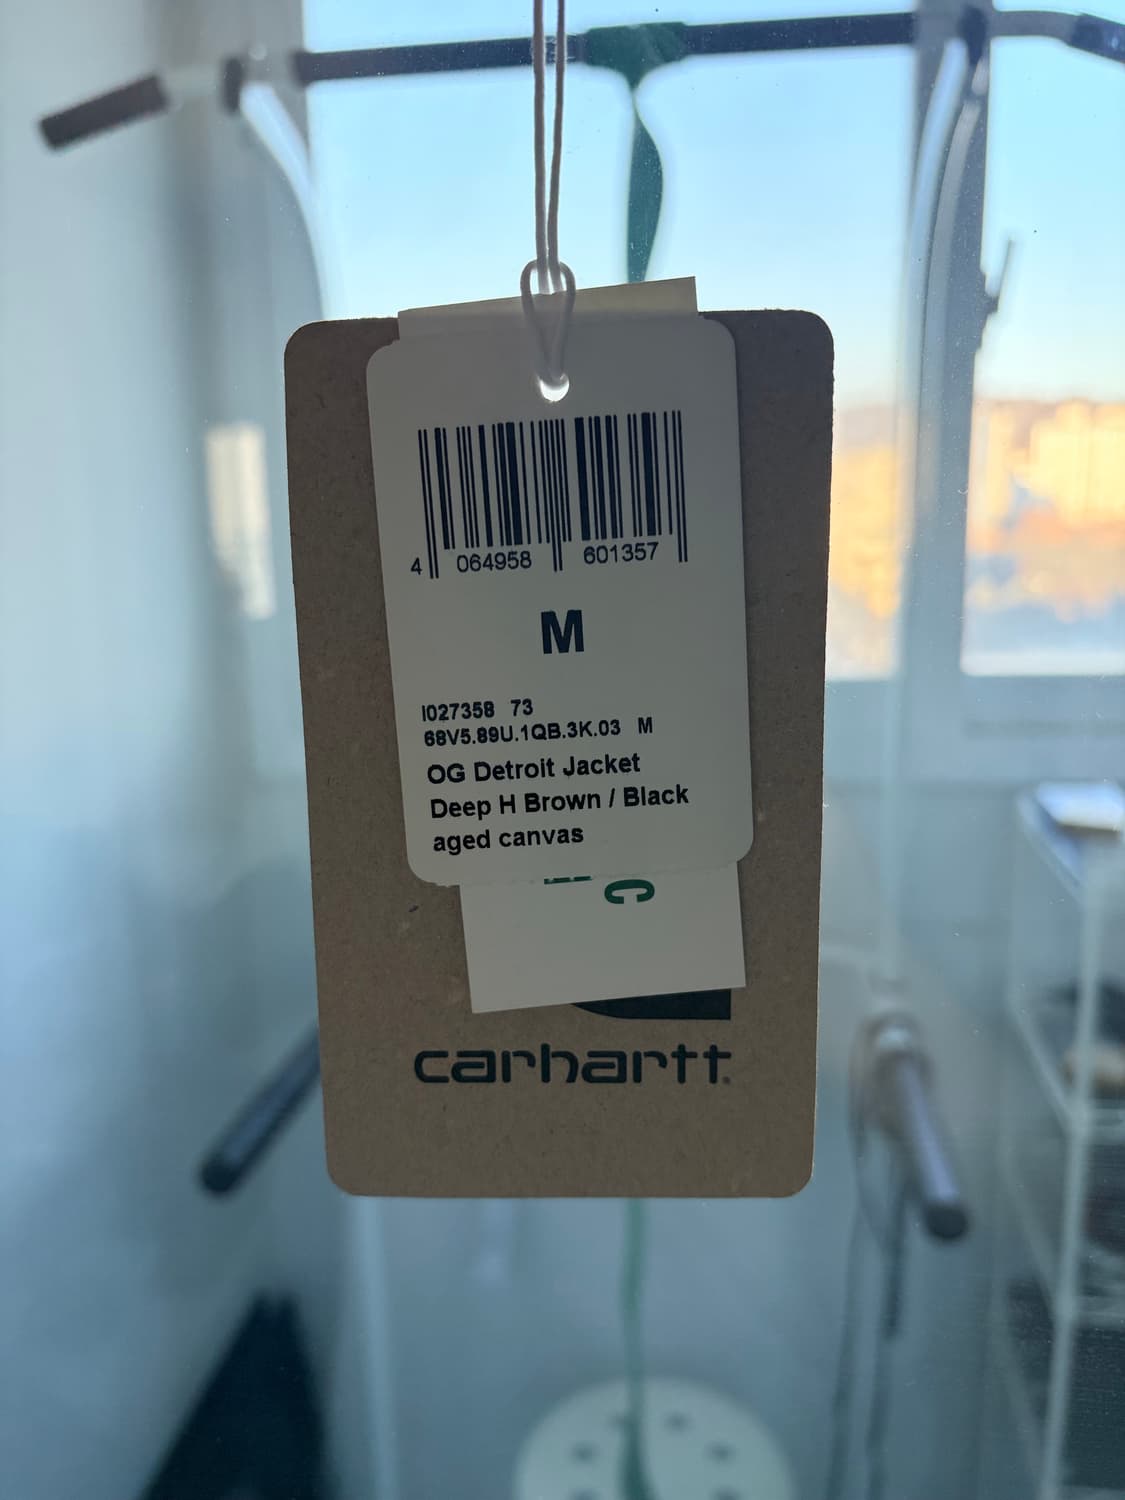 4 064958 601357
M
I027358 73
68V5.89U.1QB.3K.03 M
OG Detroit Jacket
Deep H Brown / Black
aged canvas
C
carhartt.